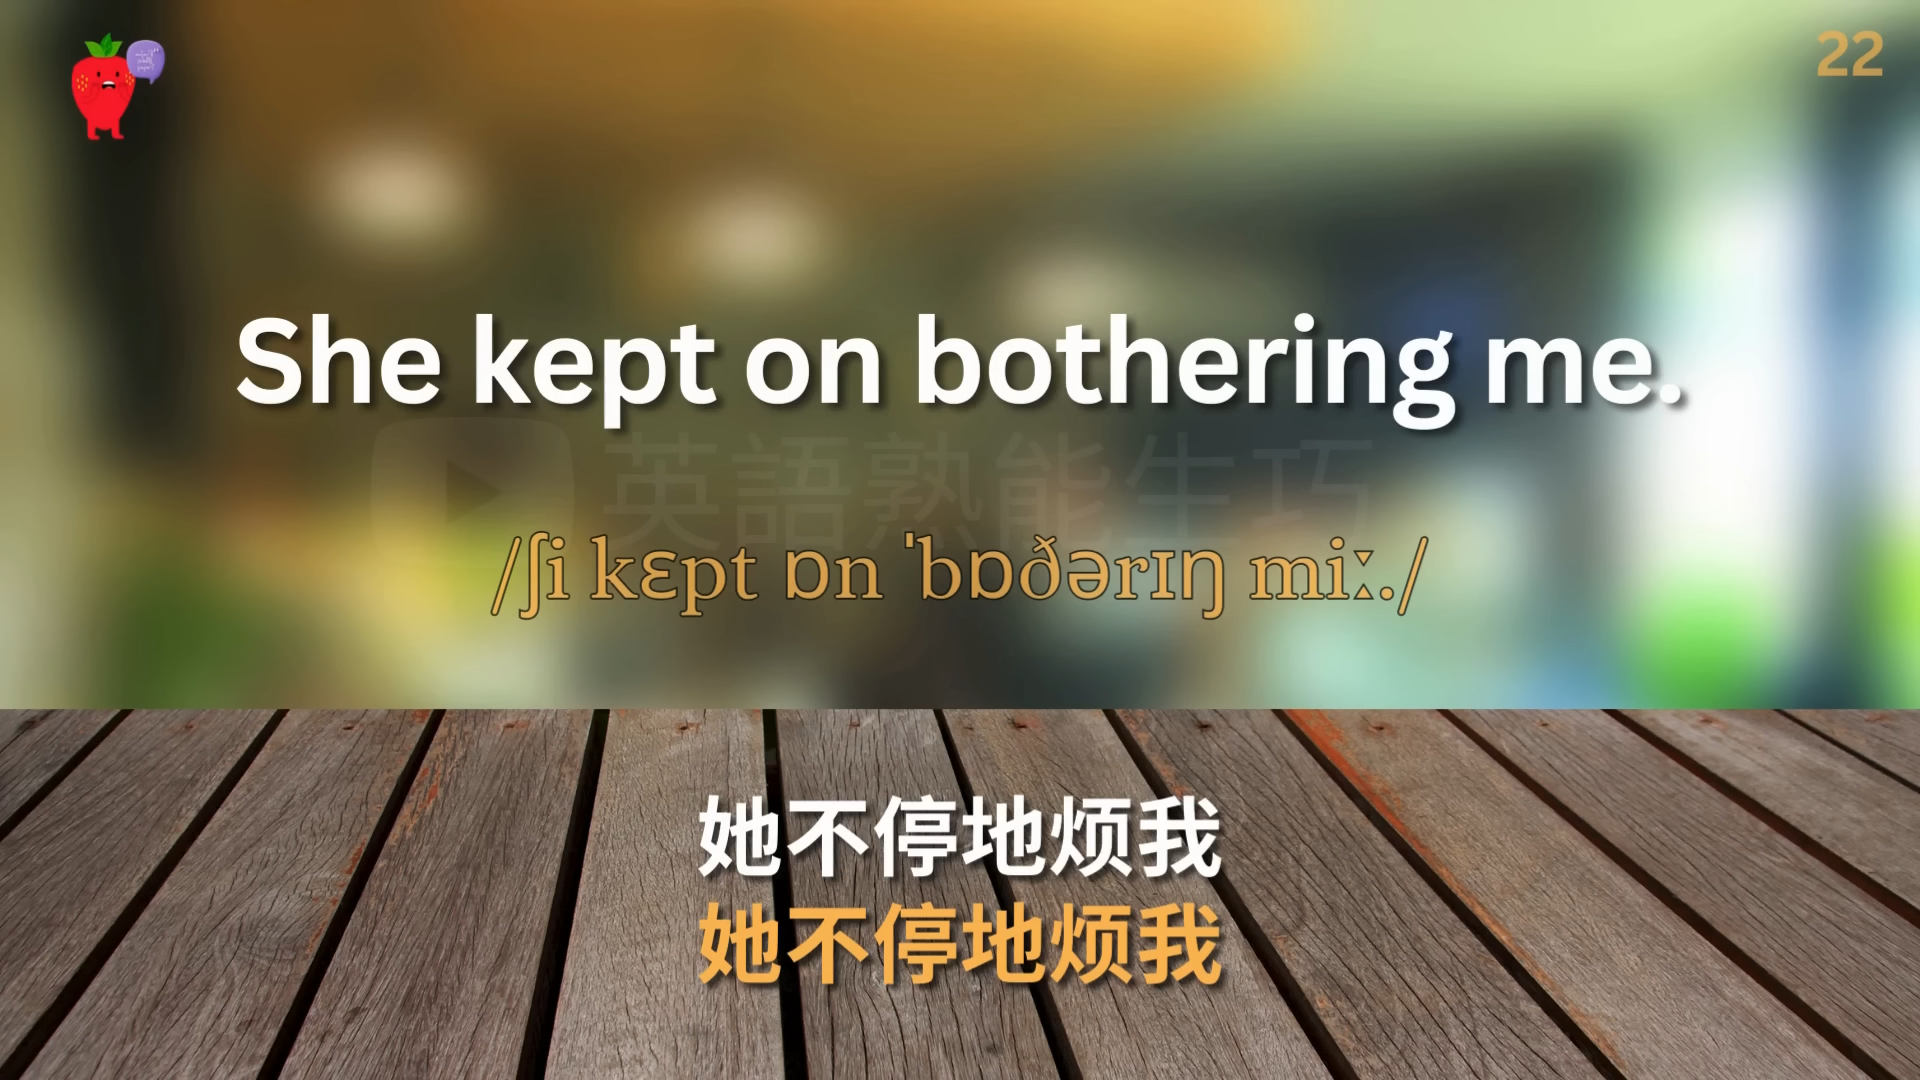 22
She kept on bothering me.
英語熟能生巧
/ʃi kɛpt ɒn ˈbɒðərɪŋ miː./
她不停地烦我
她不停地烦我